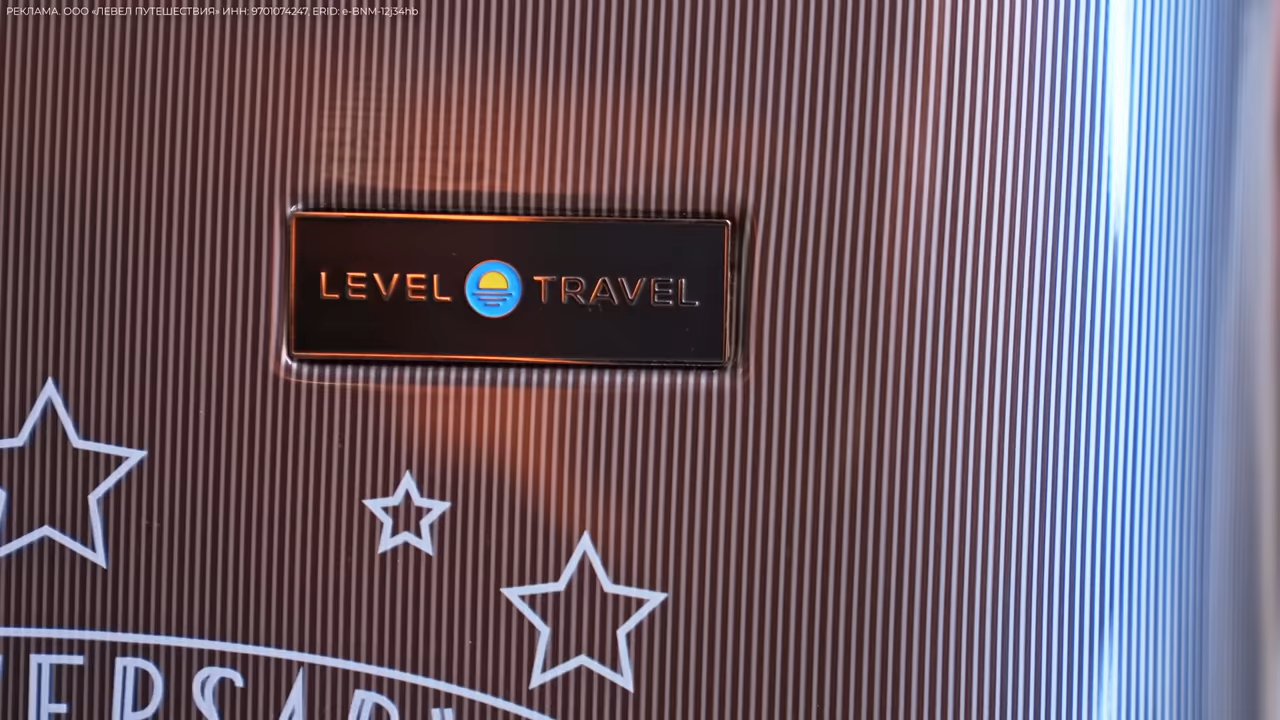 РЕКЛАМА. ООО «ЛЕВЕЛ ПУТЕШЕСТВИЯ» ИНН: 9701074247, ERID: e-BNM-12j34hb
LEVEL TRAVEL